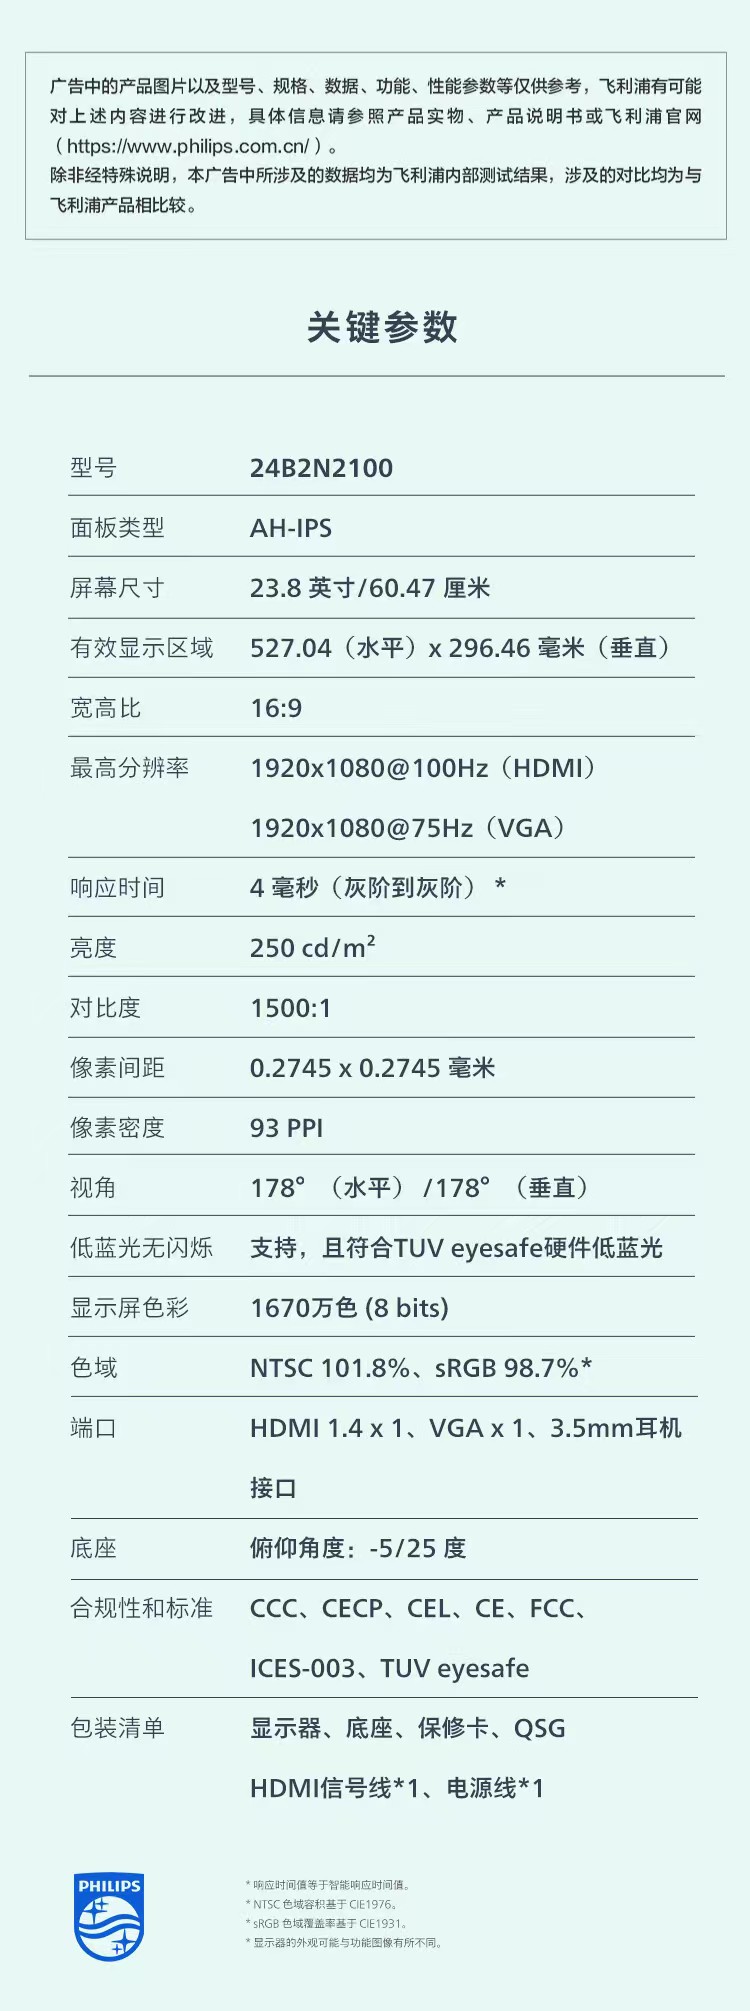 广告中的产品图片以及型号、规格、数据、功能、性能参数等仅供参考，飞利浦有可能
对上述内容进行改进，具体信息请参照产品实物、产品说明书或飞利浦官网
（https://www.philips.com.cn/）。
除非经特殊说明，本广告中所涉及的数据均为飞利浦内部测试结果，涉及的对比均为与
飞利浦产品相比较。
关键参数
型号 24B2N2100
面板类型 AH-IPS
屏幕尺寸 23.8 英寸/60.47 厘米
有效显示区域 527.04（水平）x 296.46 毫米（垂直）
宽高比 16:9
最高分辨率 1920x1080@100Hz（HDMI）
1920x1080@75Hz（VGA）
响应时间 4 毫秒（灰阶到灰阶） *
亮度 250 cd/m²
对比度 1500:1
像素间距 0.2745 x 0.2745 毫米
像素密度 93 PPI
视角 178°（水平） /178°（垂直）
低蓝光无闪烁 支持，且符合TUV eyesafe硬件低蓝光
显示屏色彩 1670万色 (8 bits)
色域 NTSC 101.8%、sRGB 98.7%*
端口 HDMI 1.4 x 1、VGA x 1、3.5mm耳机
接口
底座 俯仰角度：-5/25 度
合规性和标准 CCC、CECP、CEL、CE、FCC、
ICES-003、TUV eyesafe
包装清单 显示器、底座、保修卡、QSG
HDMI信号线*1、电源线*1
PHILIPS
* 响应时间值等于智能响应时间值。
* NTSC 色域容积基于 CIE1976。
* sRGB 色域覆盖率基于 CIE1931。
* 显示器的外观可能与功能图像有所不同。